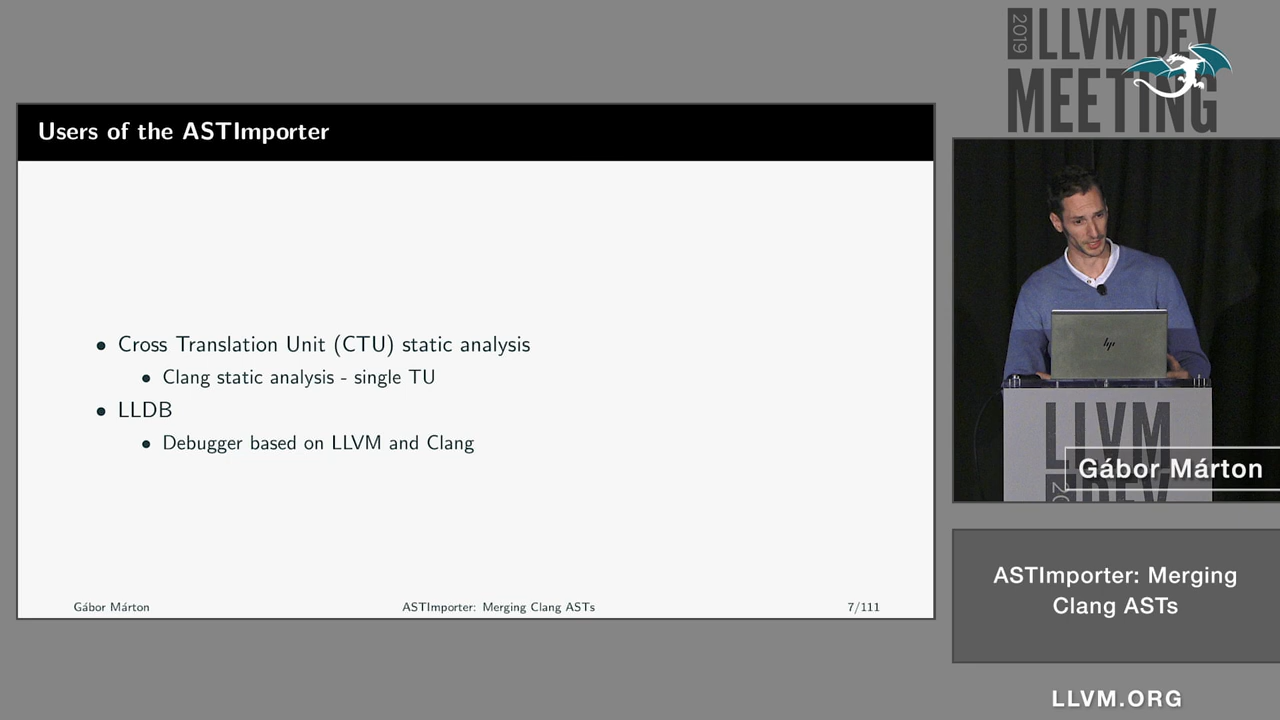 2019 LLVM DEV
MEETING
Users of the ASTImporter
• Cross Translation Unit (CTU) static analysis
• Clang static analysis - single TU
• LLDB
• Debugger based on LLVM and Clang
Gábor Márton
ASTImporter: Merging Clang ASTs
7/111
hp
LLVM
DEV
Gábor Márton
ASTImporter: Merging
Clang ASTs
LLVM.ORG